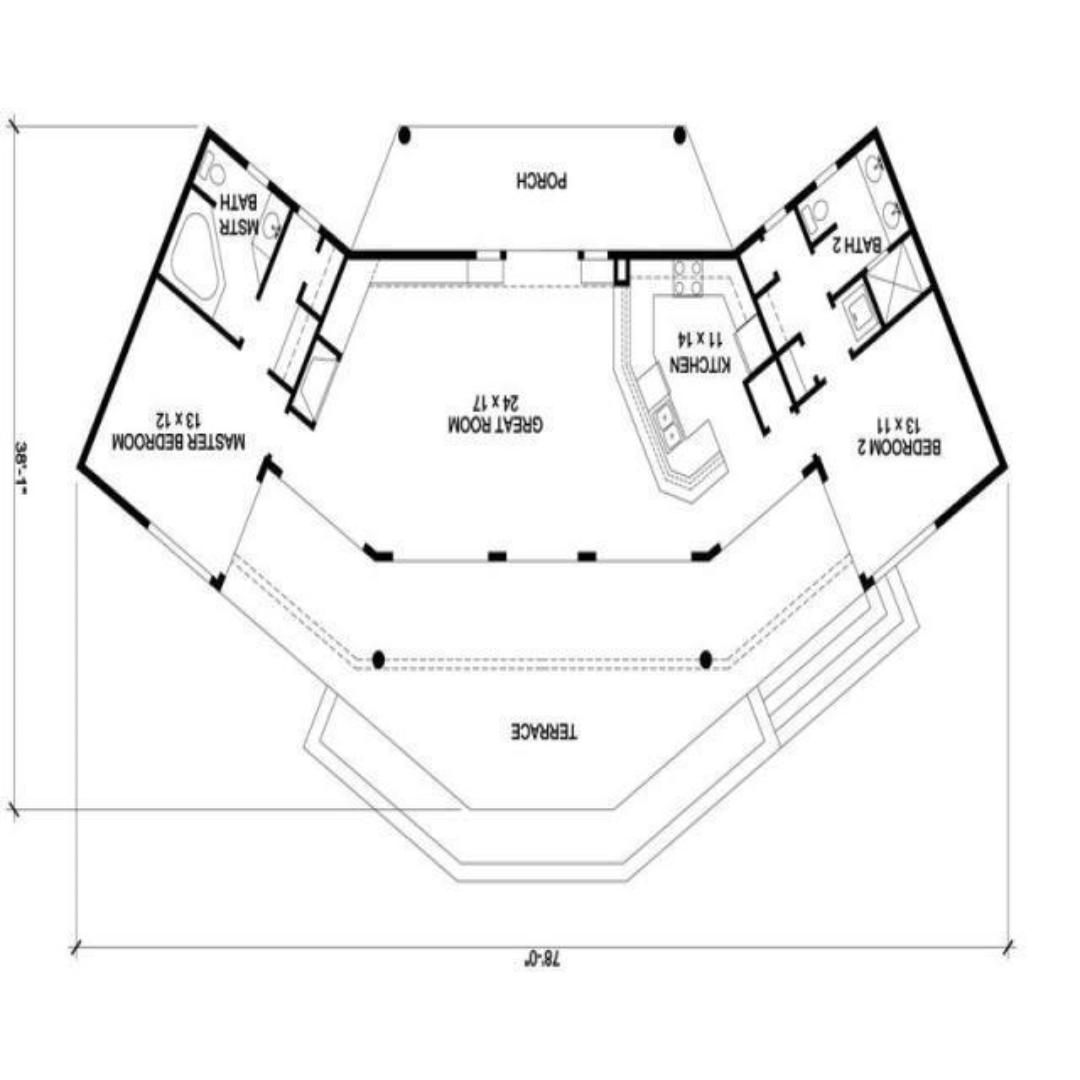 78'-0"
TERRACE
BEDROOM 2
13 x 11
MASTER BEDROOM
13 x 12
38'-1"
GREAT ROOM
24 x 17
KITCHEN
11 x 14
BATH 2
MSTR
BATH
PORCH